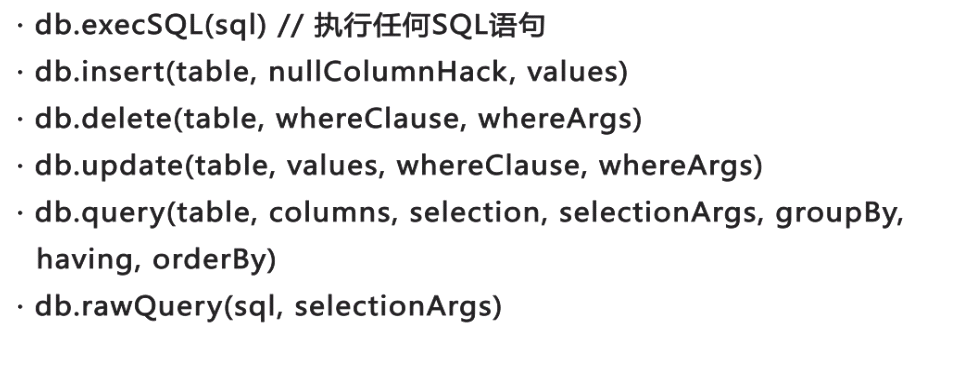 · db.execSQL(sql) // 执行任何SQL语句
· db.insert(table, nullColumnHack, values)
· db.delete(table, whereClause, whereArgs)
· db.update(table, values, whereClause, whereArgs)
· db.query(table, columns, selection, selectionArgs, groupBy,
having, orderBy)
· db.rawQuery(sql, selectionArgs)